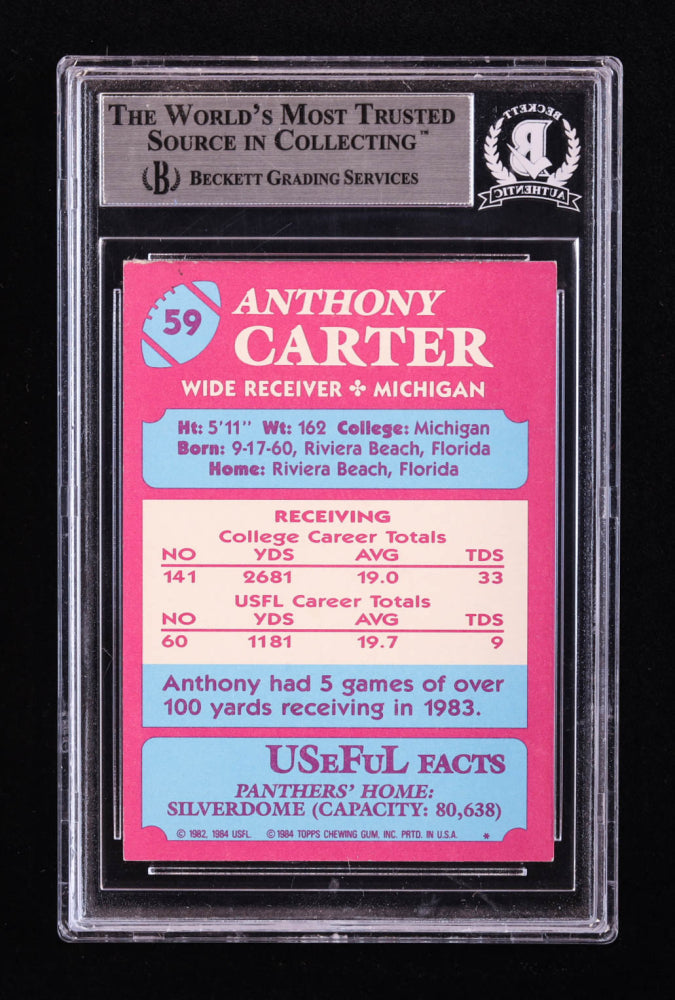 THE WORLD'S MOST TRUSTED
SOURCE IN COLLECTING™
B BECKETT GRADING SERVICES
BECKETT
B
AUTHENTIC
59
ANTHONY
CARTER
WIDE RECEIVER ✤ MICHIGAN
Ht: 5'11" Wt: 162 College: Michigan
Born: 9-17-60, Riviera Beach, Florida
Home: Riviera Beach, Florida
RECEIVING
College Career Totals
NO YDS AVG TDS
141 2681 19.0 33
USFL Career Totals
NO YDS AVG TDS
60 1181 19.7 9
Anthony had 5 games of over
100 yards receiving in 1983.
USEFUL FACTS
PANTHERS' HOME:
SILVERDOME (CAPACITY: 80,638)
© 1982, 1984 USFL. © 1984 TOPPS CHEWING GUM, INC. PRTD. IN U.S.A. *